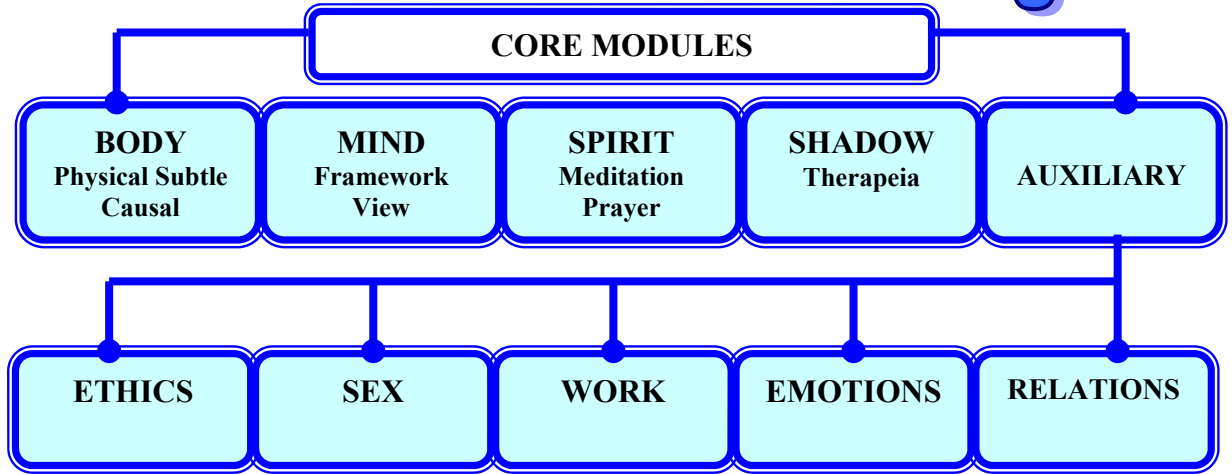 CORE MODULES
BODY
Physical Subtle
Causal
MIND
Framework
View
SPIRIT
Meditation
Prayer
SHADOW
Therapeia
AUXILIARY
ETHICS
SEX
WORK
EMOTIONS
RELATIONS